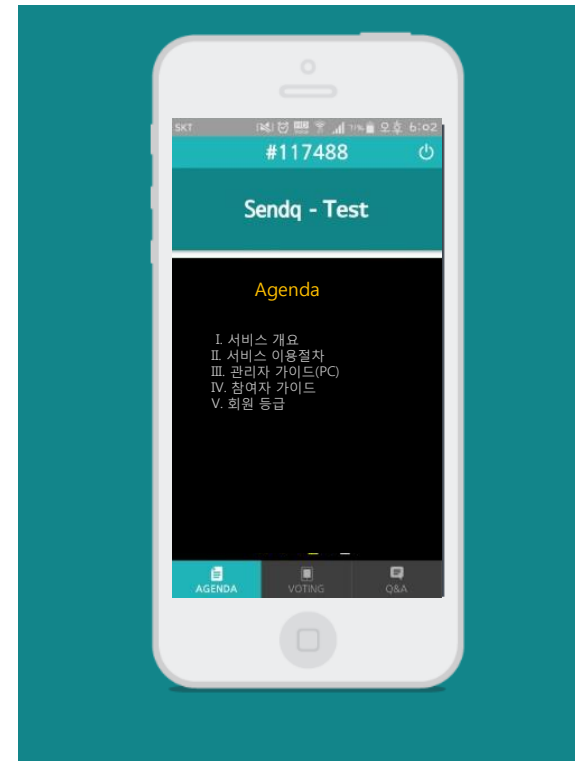 SKT 오후 6:02
#117488
Sendq - Test
Agenda
Ⅰ. 서비스 개요
Ⅱ. 서비스 이용절차
Ⅲ. 관리자 가이드(PC)
Ⅳ. 참여자 가이드
Ⅴ. 회원 등급
AGENDA VOTING Q&A